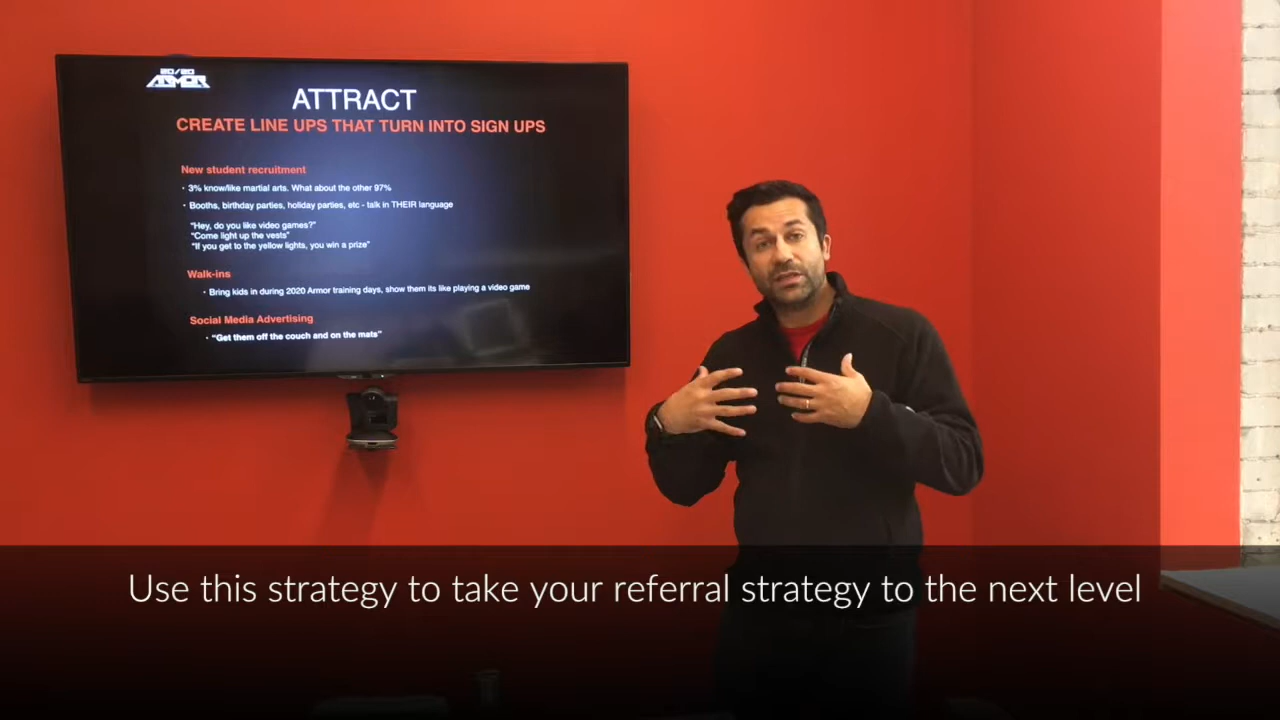 20/20
ARMOR
ATTRACT
CREATE LINE UPS THAT TURN INTO SIGN UPS
New student recruitment
• 3% know/like martial arts. What about the other 97%
• Booths, birthday parties, holiday parties, etc - talk in THEIR language
"Hey, do you like video games?"
"Come light up the vests"
"If you get to the yellow lights, you win a prize"
Walk-ins
• Bring kids in during 2020 Armor training days, show them its like playing a video game
Social Media Advertising
• "Get them off the couch and on the mats"
Use this strategy to take your referral strategy to the next level